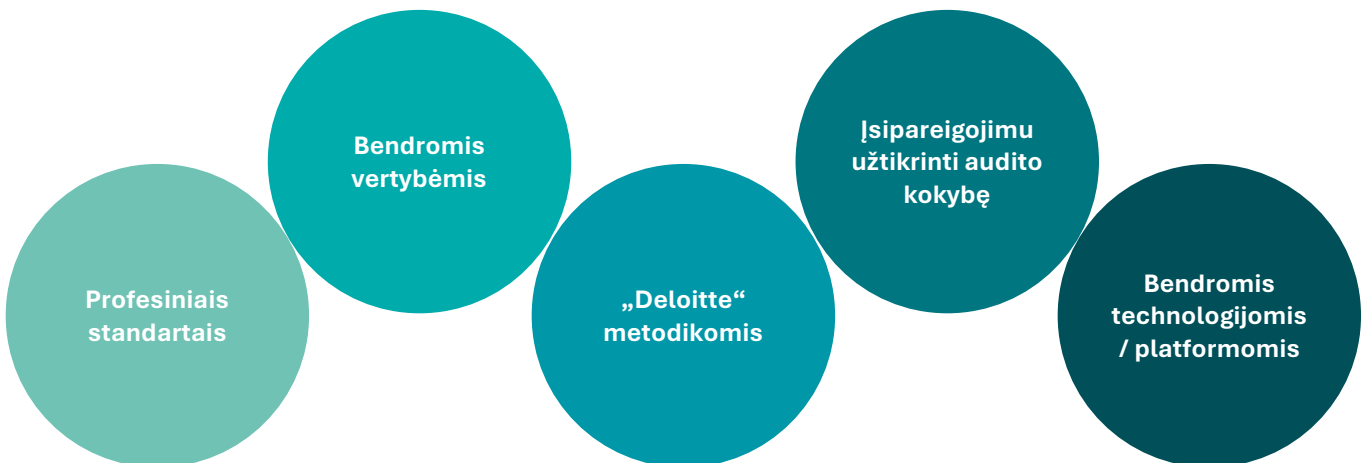 Profesiniais
standartais
Bendromis
vertybėmis
„Deloitte“
metodikomis
Įsipareigojimu
užtikrinti audito
kokybę
Bendromis
technologijomis
/ platformomis